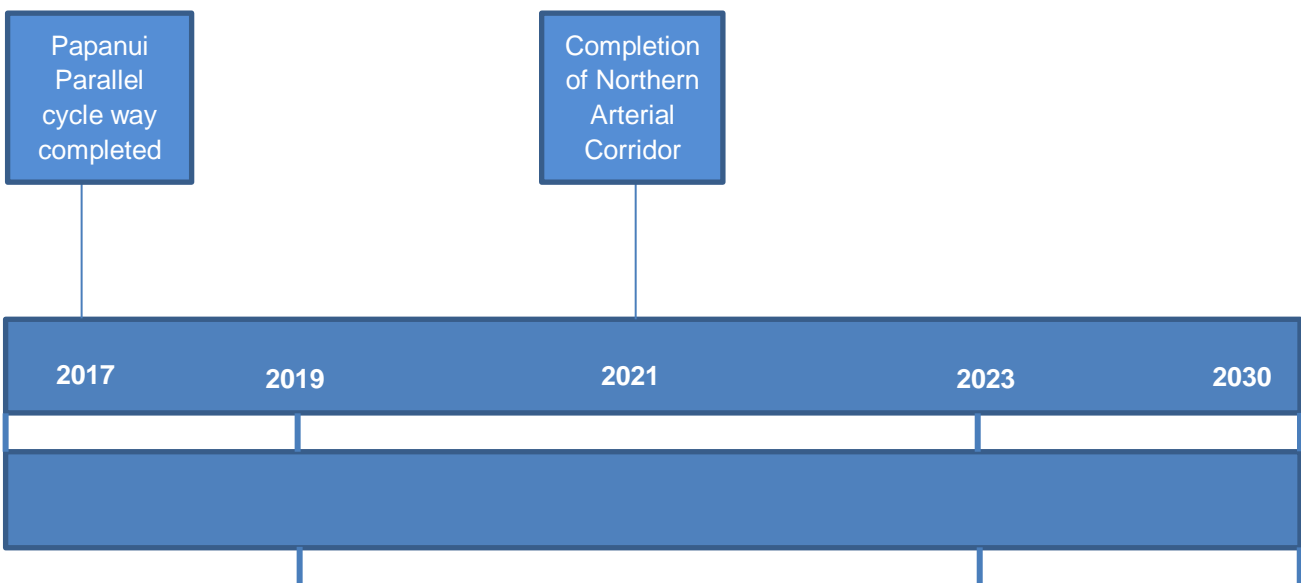 Papanui
Parallel
cycle way
completed
Completion
of Northern
Arterial
Corridor
2017 2019 2021 2023 2030